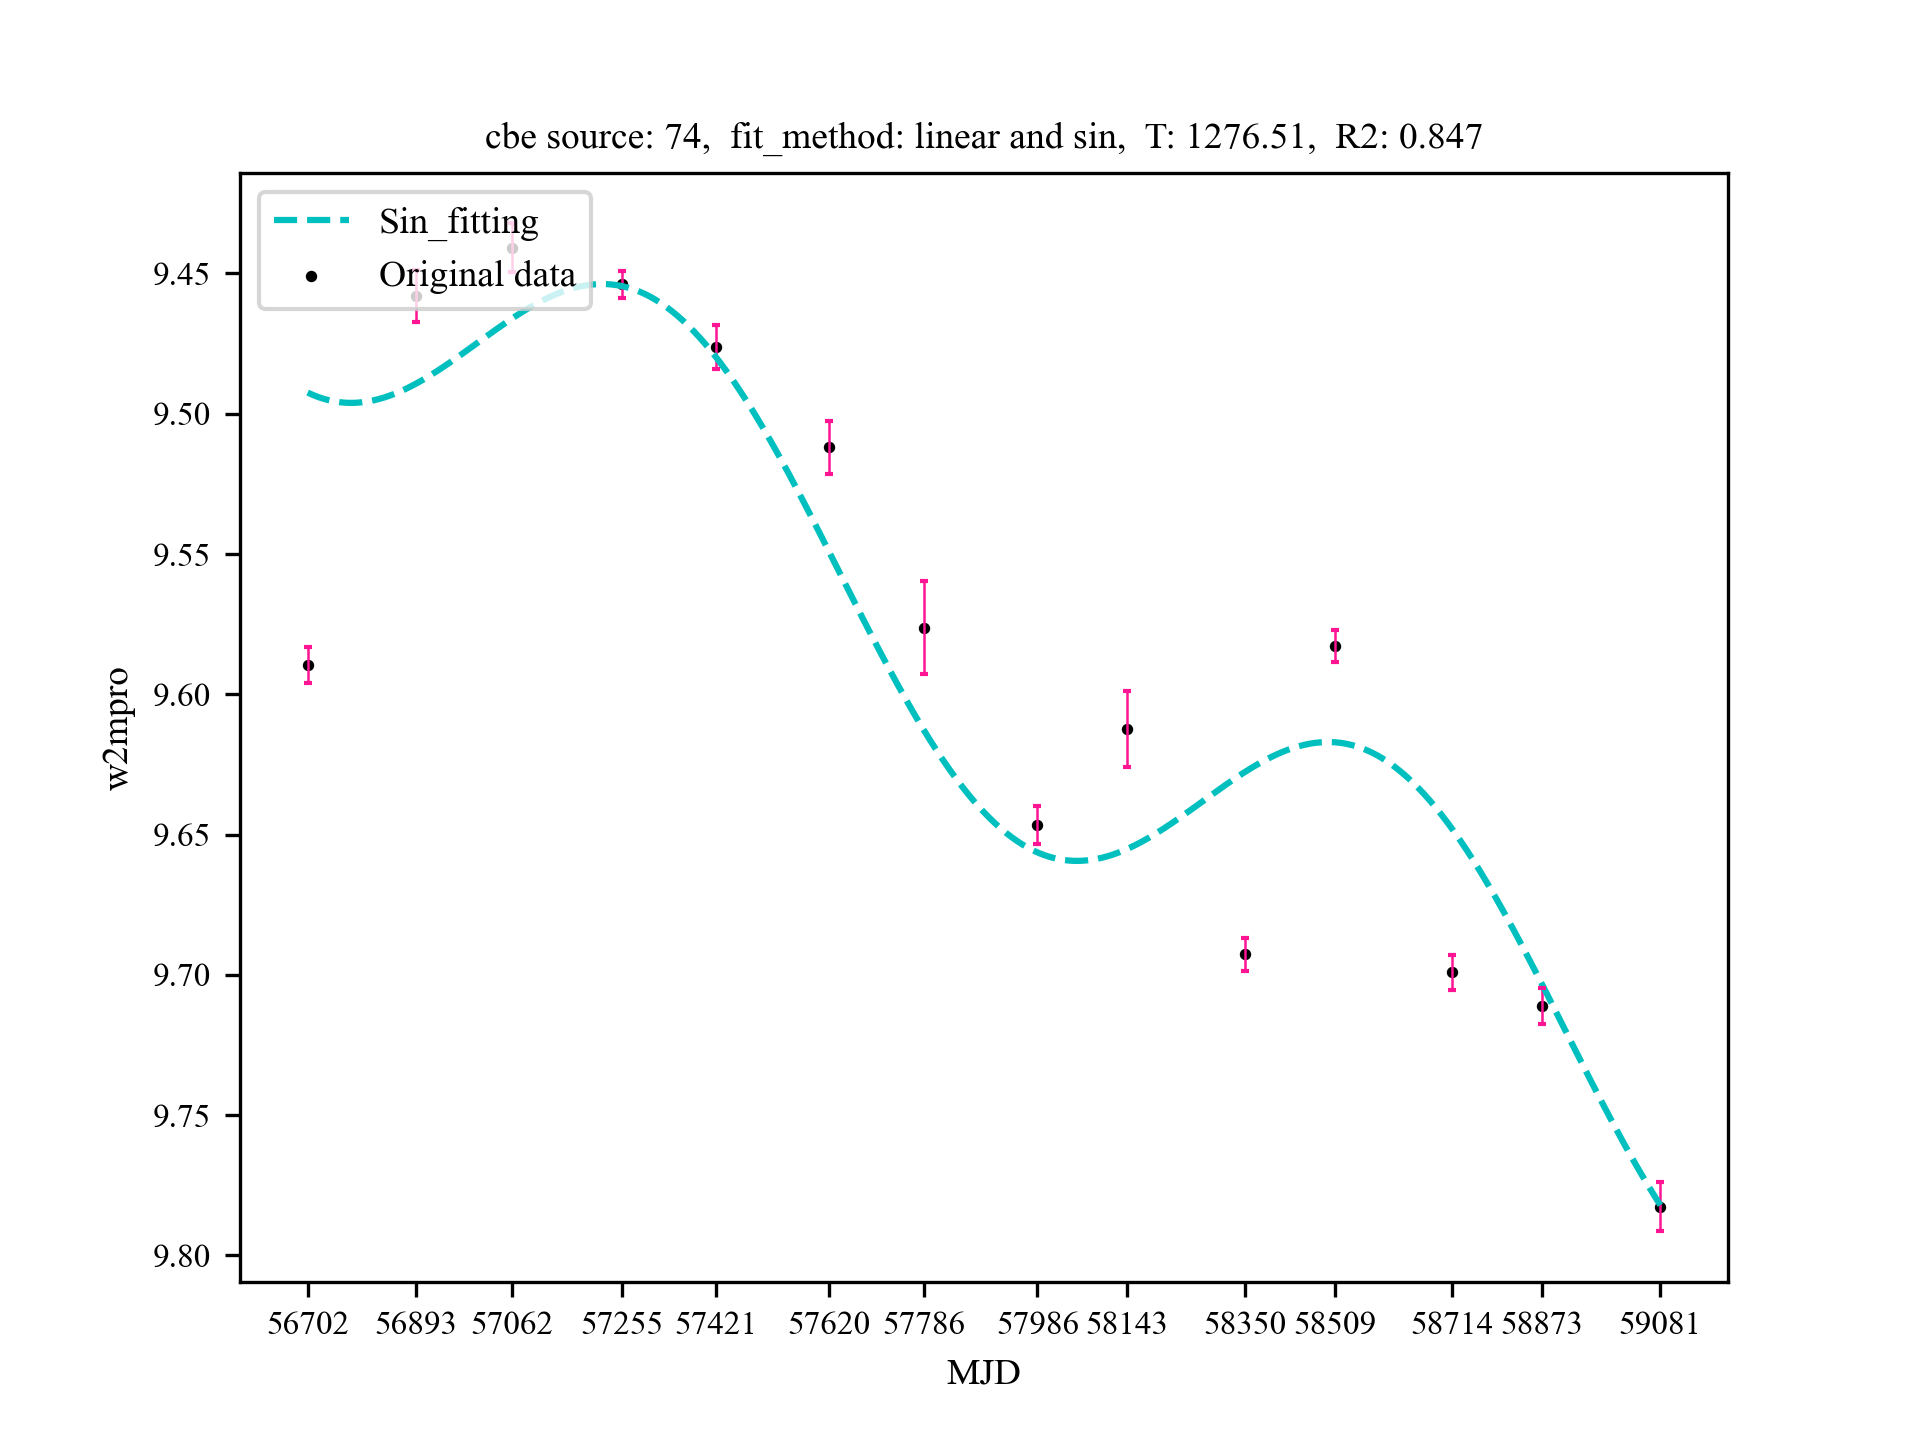 cbe source: 74, fit_method: linear and sin, T: 1276.51, R2: 0.847
Sin_fitting
Original data
9.45
9.50
9.55
9.60
9.65
9.70
9.75
9.80
w2mpro
56702 56893 57062 57255 57421 57620 57786 57986 58143 58350 58509 58714 58873 59081
MJD